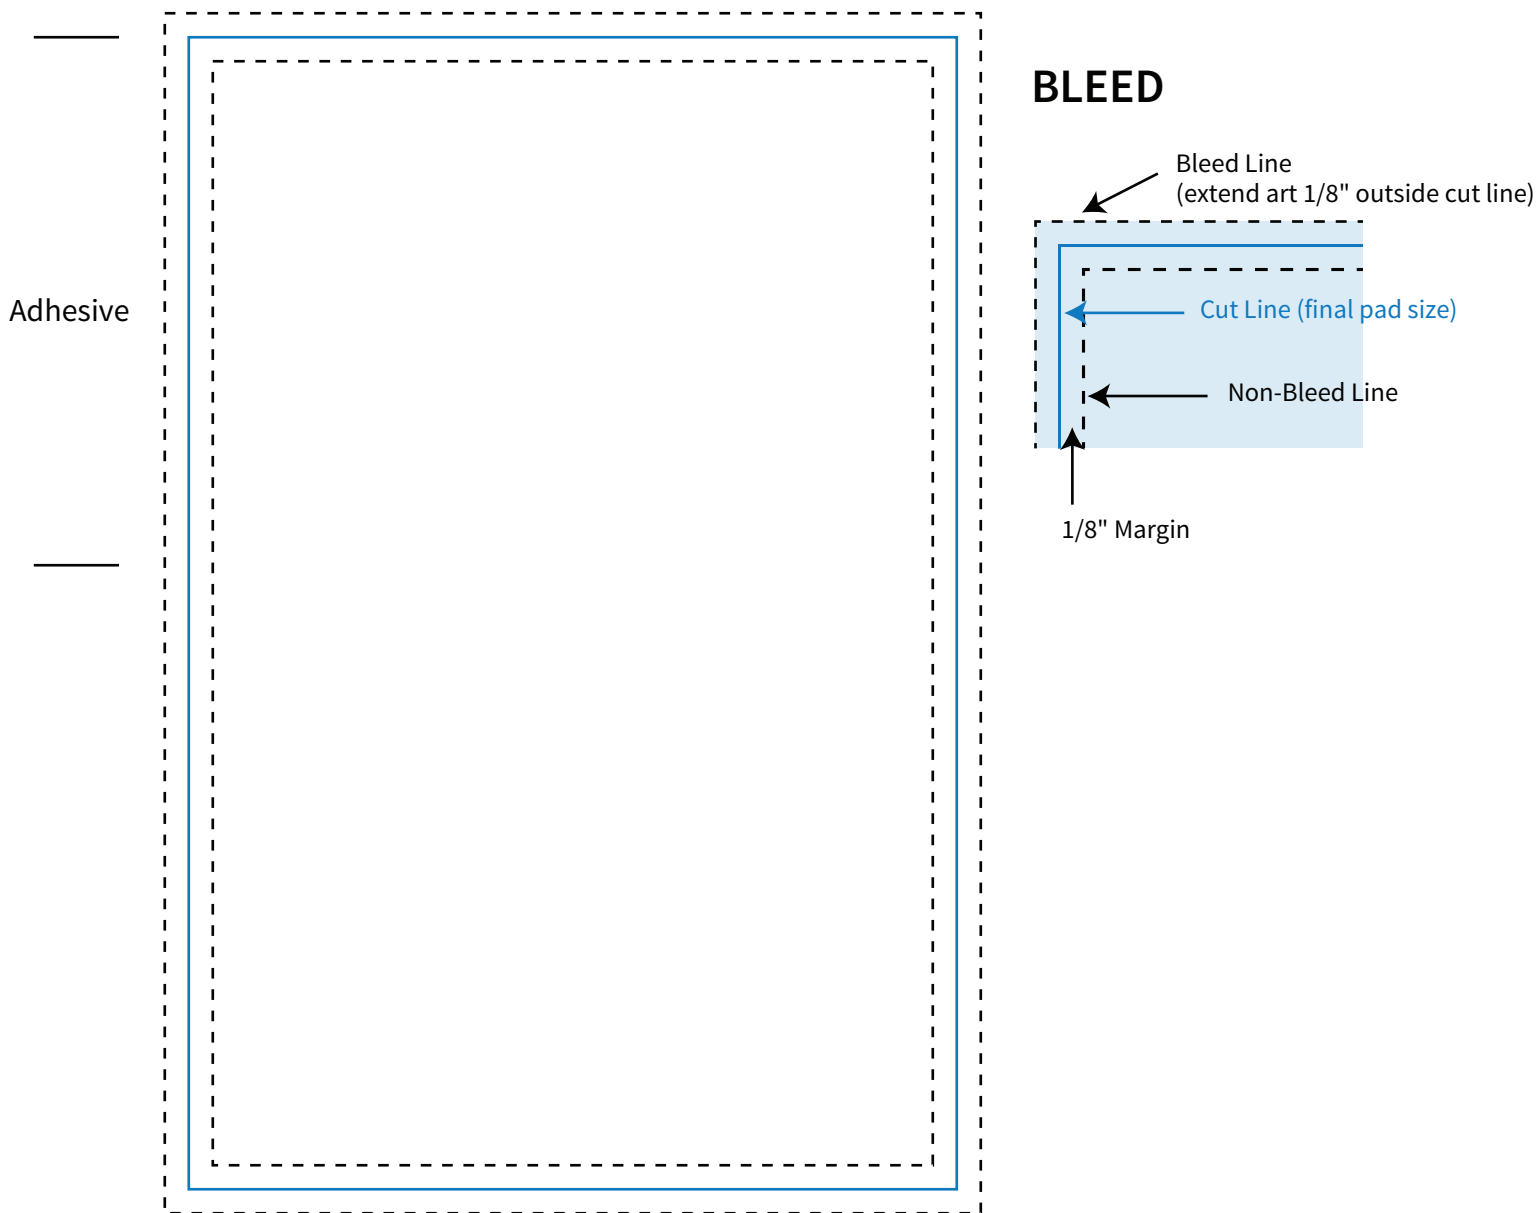 BLEED
Bleed Line
(extend art 1/8" outside cut line)
Adhesive
Cut Line (final pad size)
Non-Bleed Line
1/8" Margin